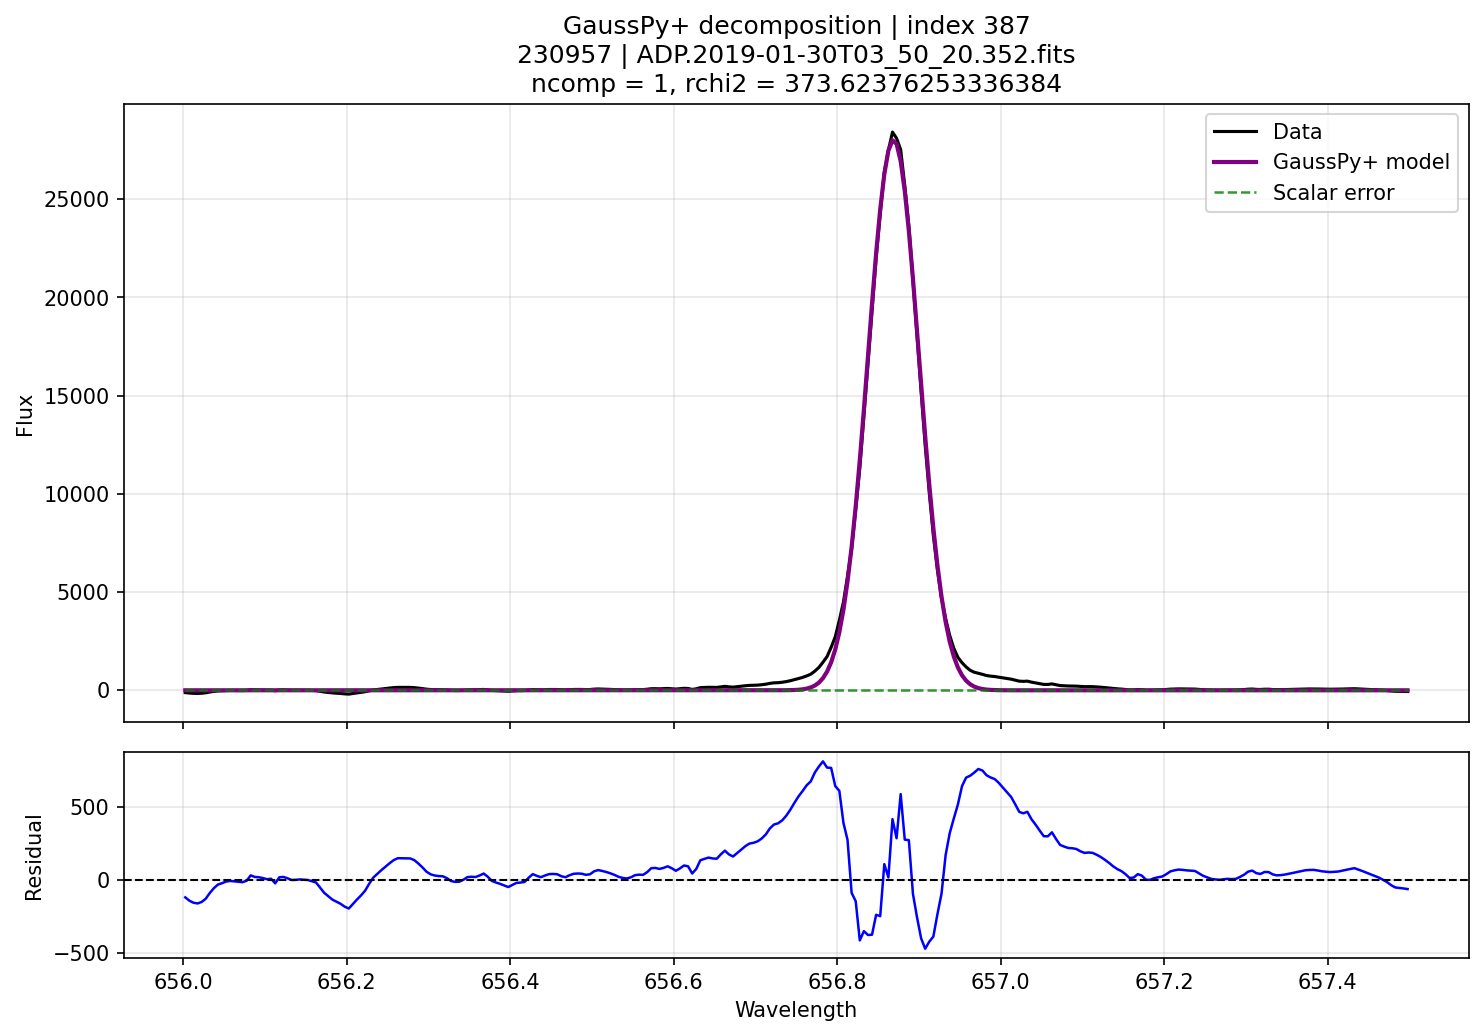 GaussPy+ decomposition | index 387
230957 | ADP.2019-01-30T03_50_20.352.fits
ncomp = 1, rchi2 = 373.62376253336384
Data
GaussPy+ model
Scalar error
Flux
25000
20000
15000
10000
5000
0
Residual
500
0
−500
656.0 656.2 656.4 656.6 656.8 657.0 657.2 657.4
Wavelength